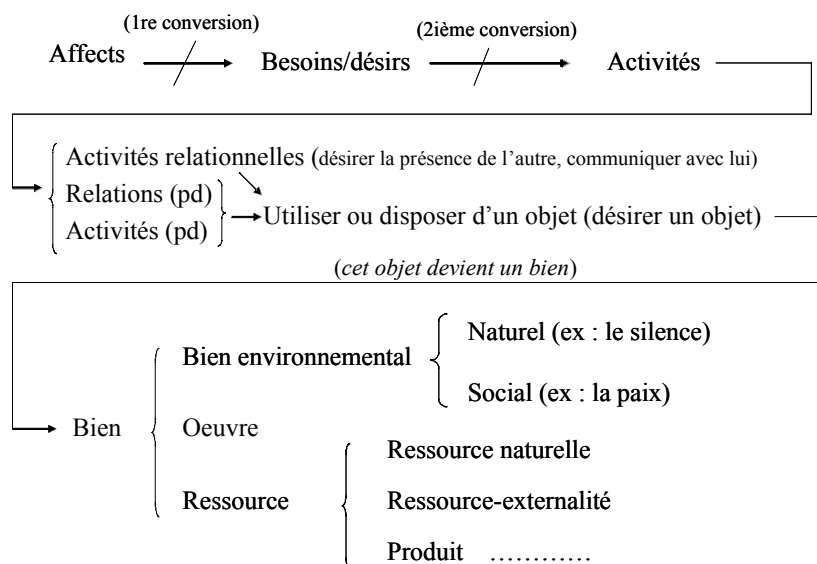 (1re conversion) (2ième conversion)
Affects Besoins/désirs Activités
Activités relationnelles (désirer la présence de l’autre, communiquer avec lui)
Relations (pd)
Utiliser ou disposer d’un objet (désirer un objet)
Activités (pd)
(cet objet devient un bien)
Naturel (ex : le silence)
Bien environnemental
Social (ex : la paix)
Bien Oeuvre
Ressource naturelle
Ressource Ressource-externalité
Produit …………